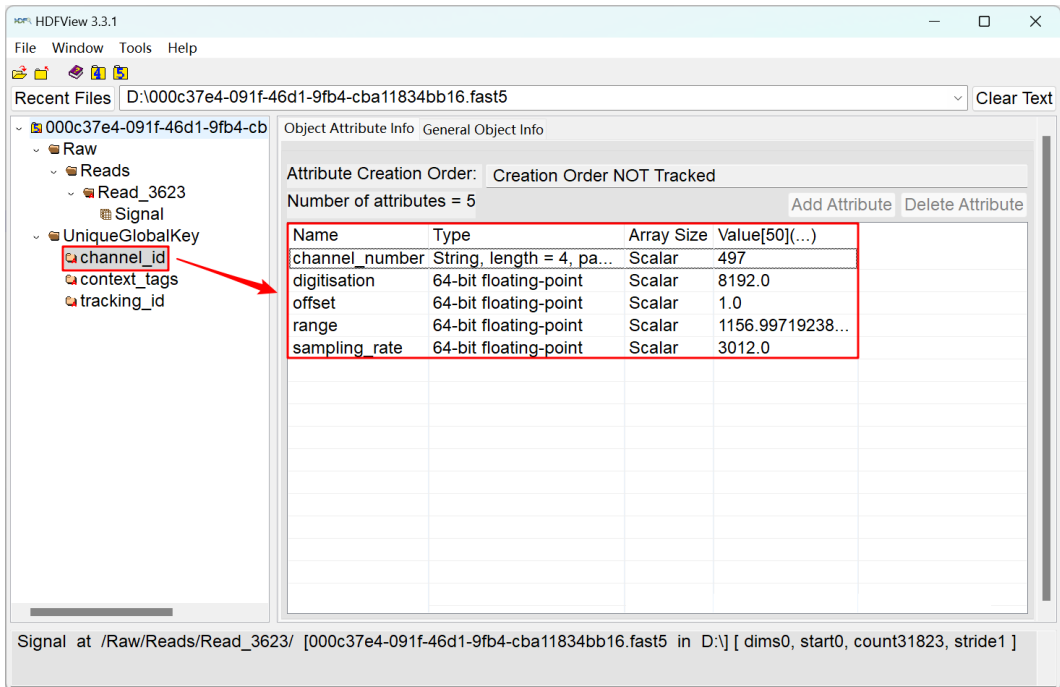 HDF HDFView 3.3.1
File Window Tools Help
4 5
Recent Files D:\000c37e4-091f-46d1-9fb4-cba11834bb16.fast5 Clear Text
5 000c37e4-091f-46d1-9fb4-cb
Raw
Reads
Read_3623
Signal
UniqueGlobalKey
channel_id
context_tags
tracking_id
Object Attribute Info General Object Info
Attribute Creation Order: Creation Order NOT Tracked
Number of attributes = 5 Add Attribute Delete Attribute
Name Type Array Size Value[50](...)
channel_number String, length = 4, pa... Scalar 497
digitisation 64-bit floating-point Scalar 8192.0
offset 64-bit floating-point Scalar 1.0
range 64-bit floating-point Scalar 1156.99719238...
sampling_rate 64-bit floating-point Scalar 3012.0
Signal at /Raw/Reads/Read_3623/ [000c37e4-091f-46d1-9fb4-cba11834bb16.fast5 in D:\] [ dims0, start0, count31823, stride1 ]